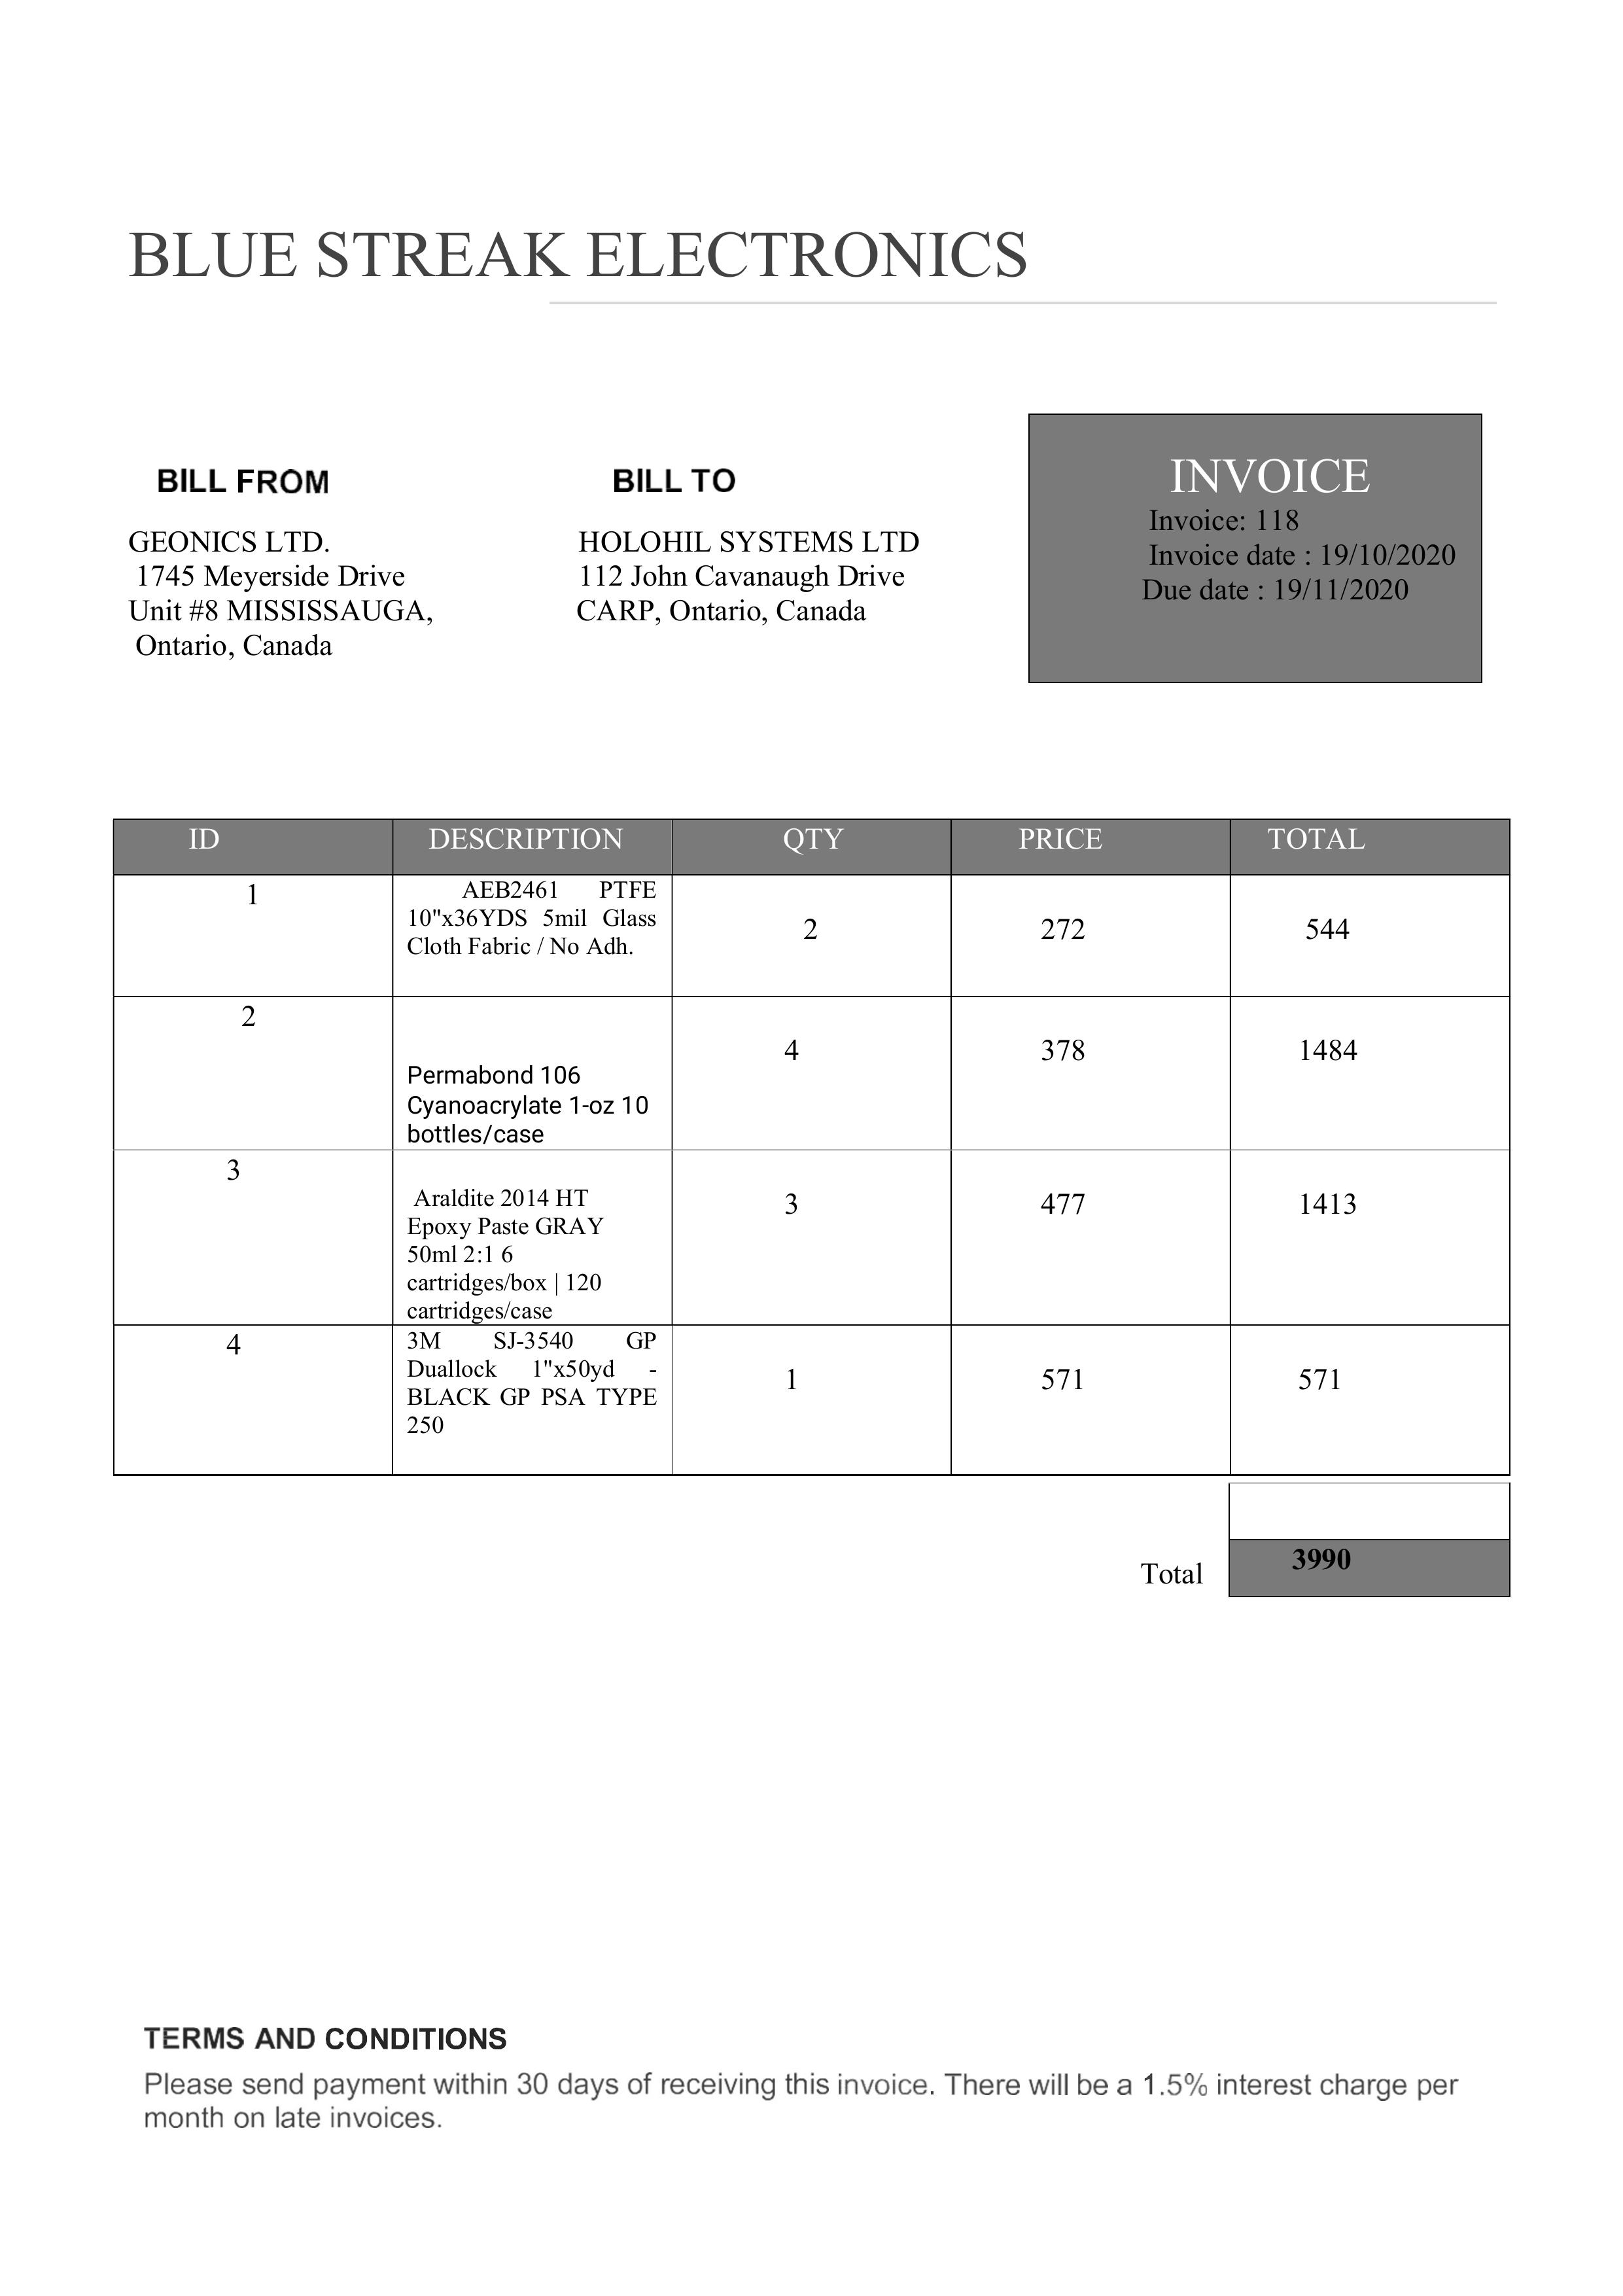 BLUE STREAK ELECTRONICS
BILL FROM
GEONICS LTD.
1745 Meyerside Drive
Unit #8 MISSISSAUGA,
Ontario, Canada
BILL TO
HOLOHIL SYSTEMS LTD
112 John Cavanaugh Drive
CARP, Ontario, Canada
INVOICE
Invoice: 118
Invoice date : 19/10/2020
Due date : 19/11/2020
ID DESCRIPTION QTY PRICE TOTAL
1
AEB2461 PTFE
10"x36YDS 5mil Glass
Cloth Fabric / No Adh.
2 272 544
2
Permabond 106
Cyanoacrylate 1-oz 10
bottles/case
4 378 1484
3
Araldite 2014 HT
Epoxy Paste GRAY
50ml 2:1 6
cartridges/box | 120
cartridges/case
3 477 1413
4
3M SJ-3540 GP
Duallock 1"x50yd -
BLACK GP PSA TYPE
250
1 571 571
Total 3990
TERMS AND CONDITIONS
Please send payment within 30 days of receiving this invoice. There will be a 1.5% interest charge per
month on late invoices.